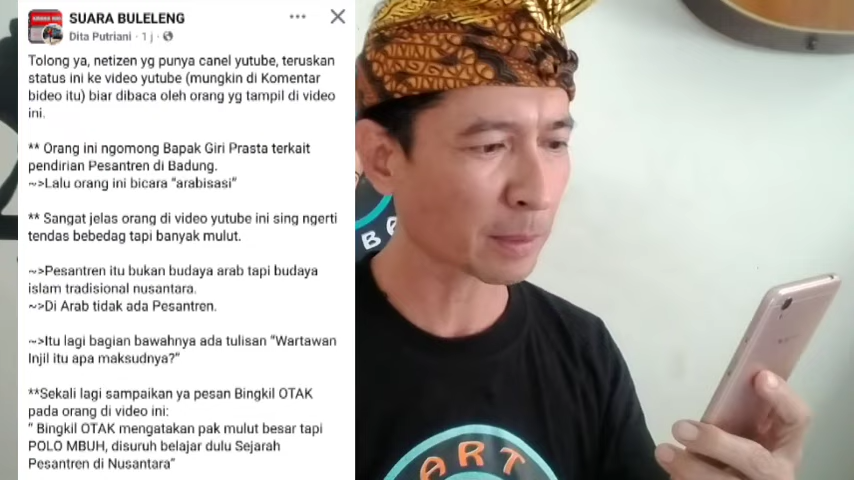 SUARA BULELENG
Dita Putriani · 1 j ·
Tolong ya, netizen yg punya canel yutube, teruskan
status ini ke video yutube (mungkin di Komentar
bideo itu) biar dibaca oleh orang yg tampil di video
ini.
** Orang ini ngomong Bapak Giri Prasta terkait
pendirian Pesantren di Badung.
~>Lalu orang ini bicara “arabisasi”
** Sangat jelas orang di video yutube ini sing ngerti
tendas bebedag tapi banyak mulut.
~>Pesantren itu bukan budaya arab tapi budaya
islam tradisional nusantara.
~>Di Arab tidak ada Pesantren.
~>Itu lagi bagian bawahnya ada tulisan “Wartawan
Injil itu apa maksudnya?”
**Sekali lagi sampaikan ya pesan Bingkil OTAK
pada orang di video ini:
“ Bingkil OTAK mengatakan pak mulut besar tapi
POLO MBUH, disuruh belajar dulu Sejarah
Pesantren di Nusantara”
BA
ART